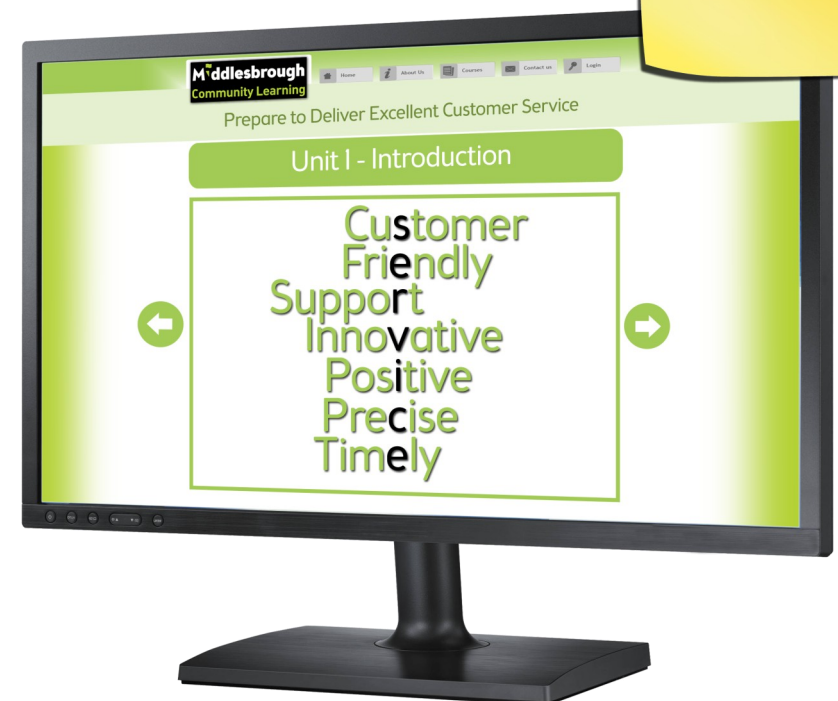 Middlesbrough
Community Learning
Home About Us Courses Contact us Login
Prepare to Deliver Excellent Customer Service
Unit 1 - Introduction
Customer
Friendly
Support
Innovative
Positive
Precise
Timely